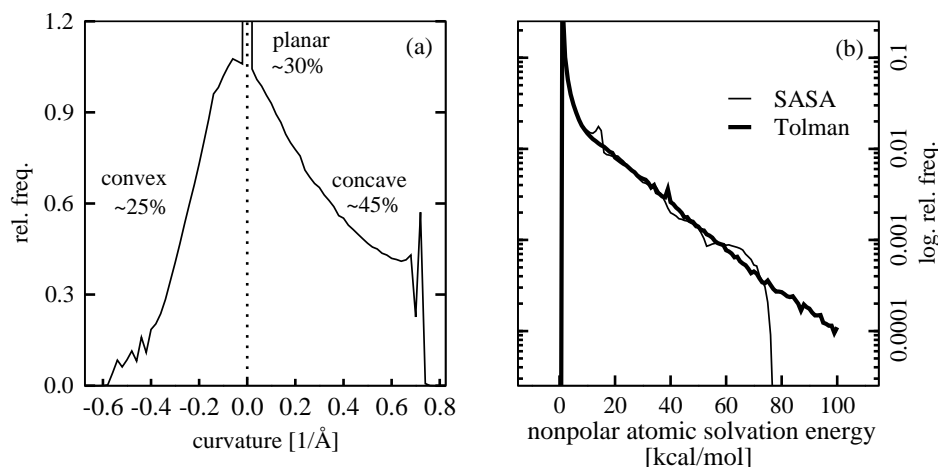 1.2
0.9
0.6
0.3
0.0
rel. freq.
(a)
planar
~30%
convex
~25%
concave
~45%
-0.6 -0.4 -0.2 0.0 0.2 0.4 0.6 0.8
curvature [1/Å]
(b)
SASA
Tolman
0.1
0.01
0.001
0.0001
log. rel. freq.
0 20 40 60 80 100
nonpolar atomic solvation energy
[kcal/mol]